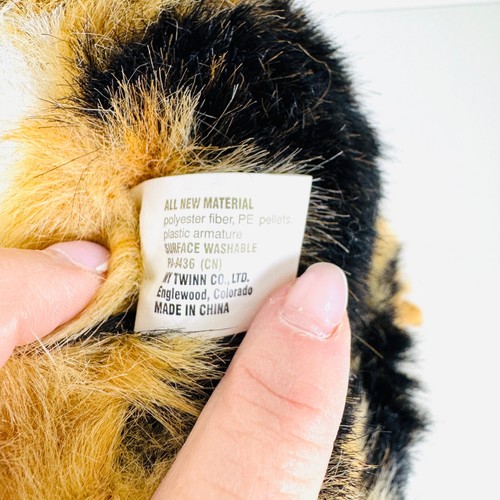 ALL NEW MATERIAL
polyester fiber, PE pellets,
plastic armature
SURFACE WASHABLE
(CN)
MY TWINN CO., LTD.
Englewood, Colorado
MADE IN CHINA